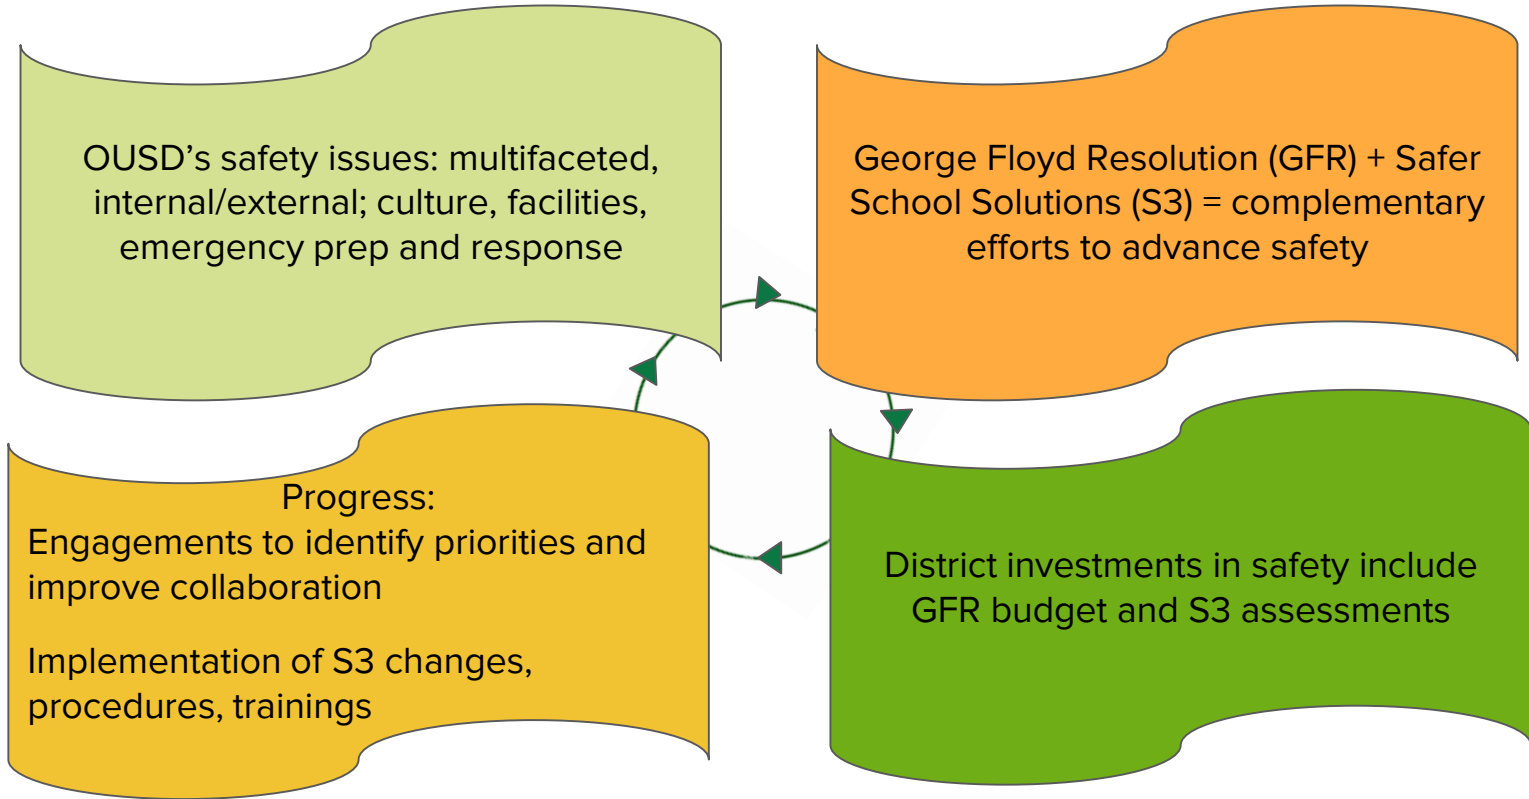 OUSD’s safety issues: multifaceted,
internal/external; culture, facilities,
emergency prep and response
George Floyd Resolution (GFR) + Safer
School Solutions (S3) = complementary
efforts to advance safety
Progress:
Engagements to identify priorities and
improve collaboration
Implementation of S3 changes,
procedures, trainings
District investments in safety include
GFR budget and S3 assessments